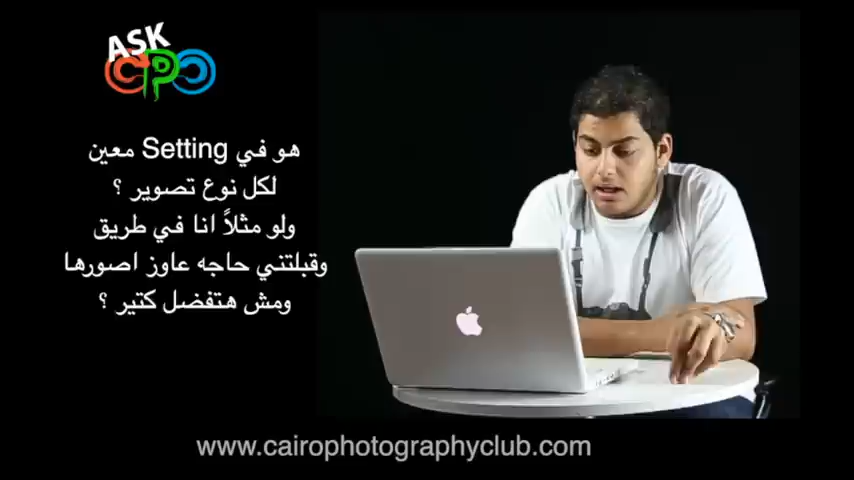 ASK
CPC
هو في Setting معين
لكل نوع تصوير ؟
ولو مثلاً انا في طريق
وقبلتني حاجه عاوز اصورها
ومش هتفضل كتير ؟
www.cairophotographyclub.com